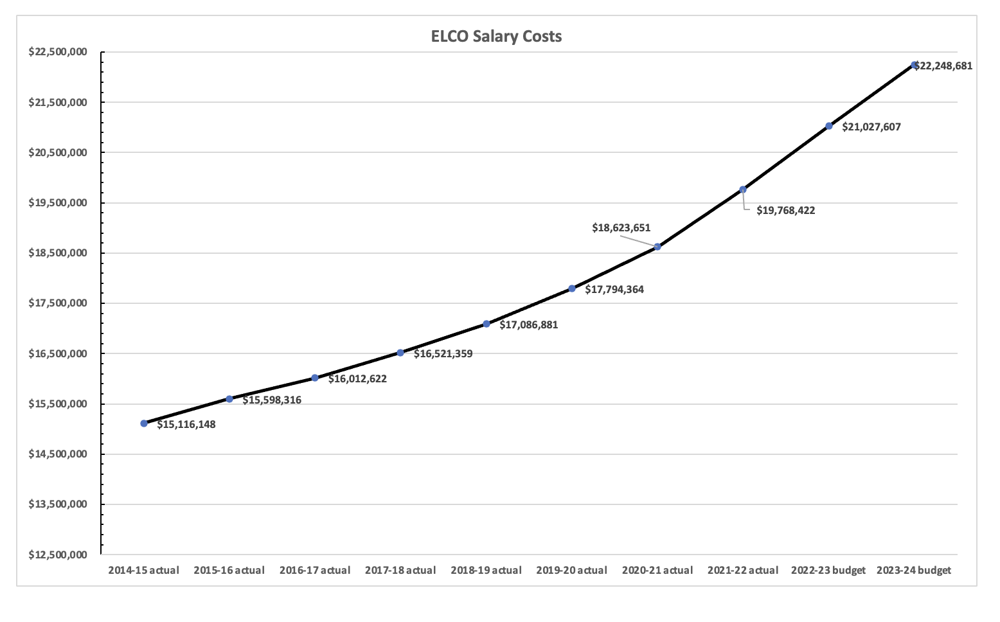 ELCO Salary Costs
$22,500,000
$21,500,000
$20,500,000
$19,500,000
$18,500,000
$17,500,000
$16,500,000
$15,500,000
$14,500,000
$13,500,000
$12,500,000
$15,116,148
$15,598,316
$16,012,622
$16,521,359
$17,086,881
$17,794,364
$18,623,651
$19,768,422
$21,027,607
$22,248,681
2014-15 actual
2015-16 actual
2016-17 actual
2017-18 actual
2018-19 actual
2019-20 actual
2020-21 actual
2021-22 actual
2022-23 budget
2023-24 budget